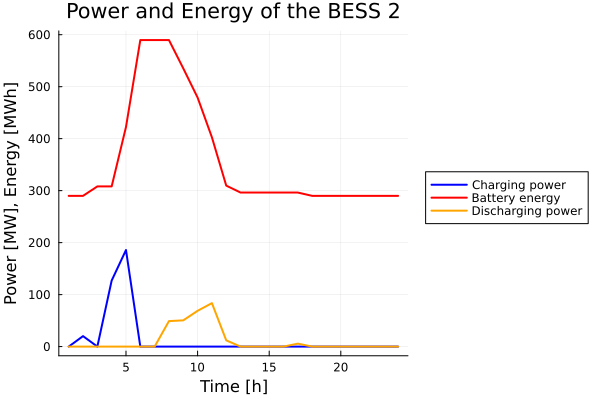 Power and Energy of the BESS 2
Power [MW], Energy [MWh]
600
500
400
300
200
100
0
5
10
15
20
Time [h]
Charging power
Battery energy
Discharging power